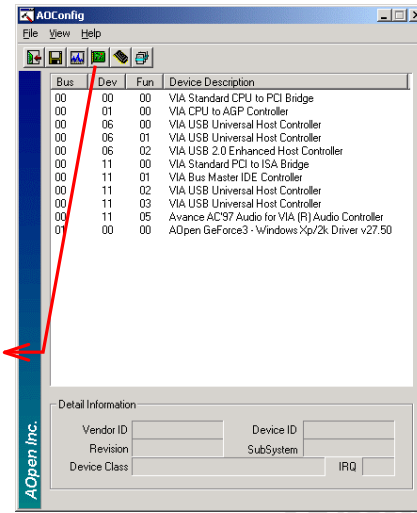 AOConfig
File View Help
Bus Dev Fun Device Description
00 00 00 VIA Standard CPU to PCI Bridge
00 01 00 VIA CPU to AGP Controller
00 06 00 VIA USB Universal Host Controller
00 06 01 VIA USB Universal Host Controller
00 06 02 VIA USB 2.0 Enhanced Host Controller
00 11 00 VIA Standard PCI to ISA Bridge
00 11 01 VIA Bus Master IDE Controller
00 11 02 VIA USB Universal Host Controller
00 11 03 VIA USB Universal Host Controller
00 11 05 Avance AC'97 Audio for VIA (R) Audio Controller
01 00 00 AOpen GeForce3 - Windows Xp/2k Driver v27.50
Detail Information
Vendor ID Device ID
Revision SubSystem
Device Class IRQ
AOpen Inc.